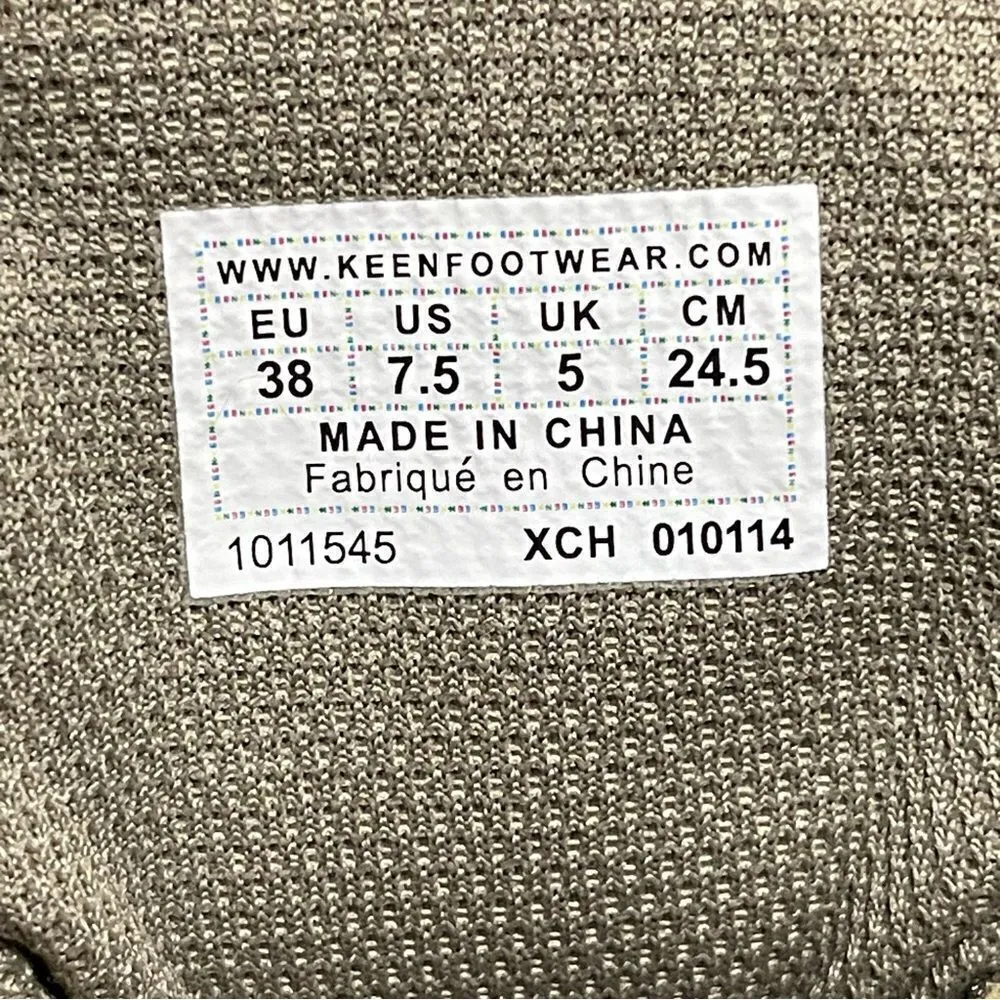 WWW.KEENFOOTWEAR.COM
EU US UK CM
38 7.5 5 24.5
MADE IN CHINA
Fabriqué en Chine
1011545 XCH 010114